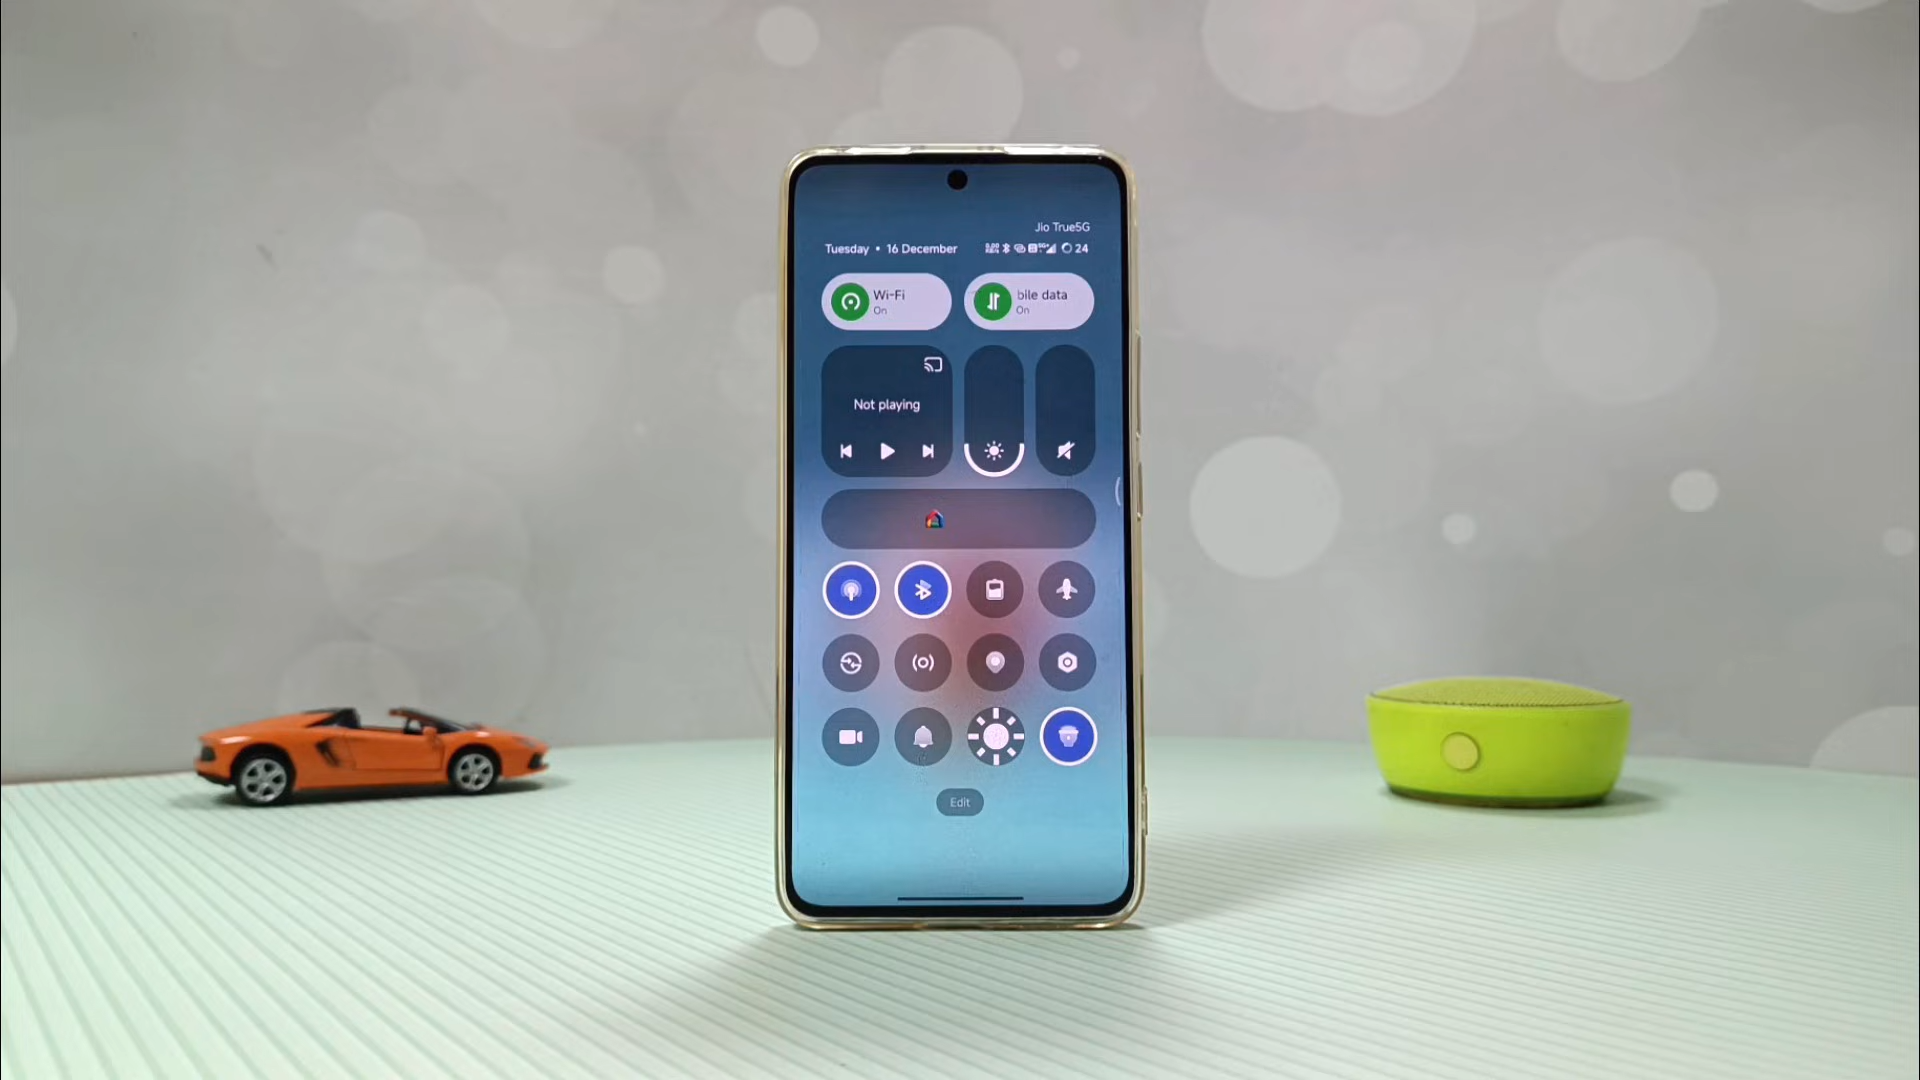 Jio True5G
Tuesday • 16 December
24
Wi-Fi
On
bile data
On
Not playing
Edit